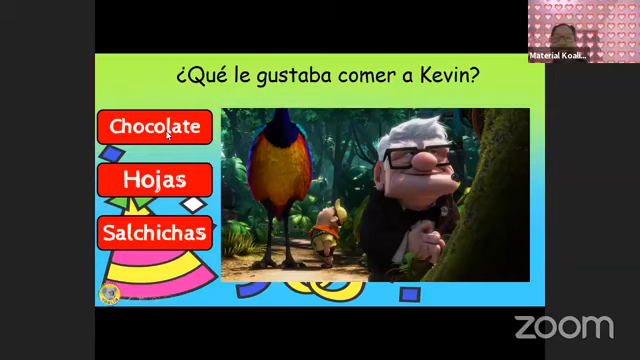 Material Koali...
¿Qué le gustaba comer a Kevin?
Chocolate
Hojas
Salchichas
zoom